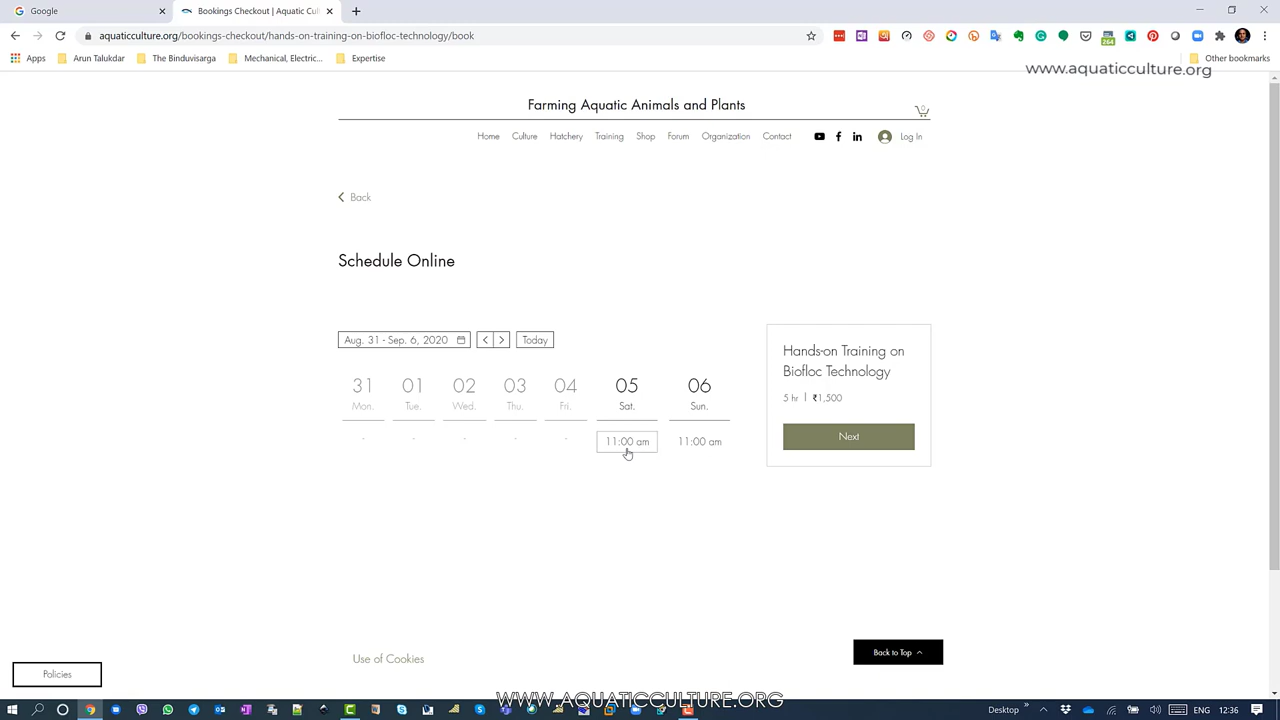 Google
Bookings Checkout | Aquatic Cul
aquaticculture.org/bookings-checkout/hands-on-training-on-biofloc-technology/book
264
Apps
Arun Talukdar
The Binduvisarga
Mechanical, Electric...
Expertise
Other bookmarks
www.aquaticculture.org
Farming Aquatic Animals and Plants
0
Home Culture Hatchery Training Shop Forum Organization Contact
Log In
Back
Schedule Online
Aug. 31 - Sep. 6, 2020
Today
31 01 02 03 04 05 06
Mon. Tue. Wed. Thu. Fri. Sat. Sun.
- - - - - 11:00 am 11:00 am
Hands-on Training on
Biofloc Technology
5 hr | ₹1,500
Next
Use of Cookies
Back to Top
Policies
WWW.AQUATICCULTURE.ORG
Desktop
ENG
12:36